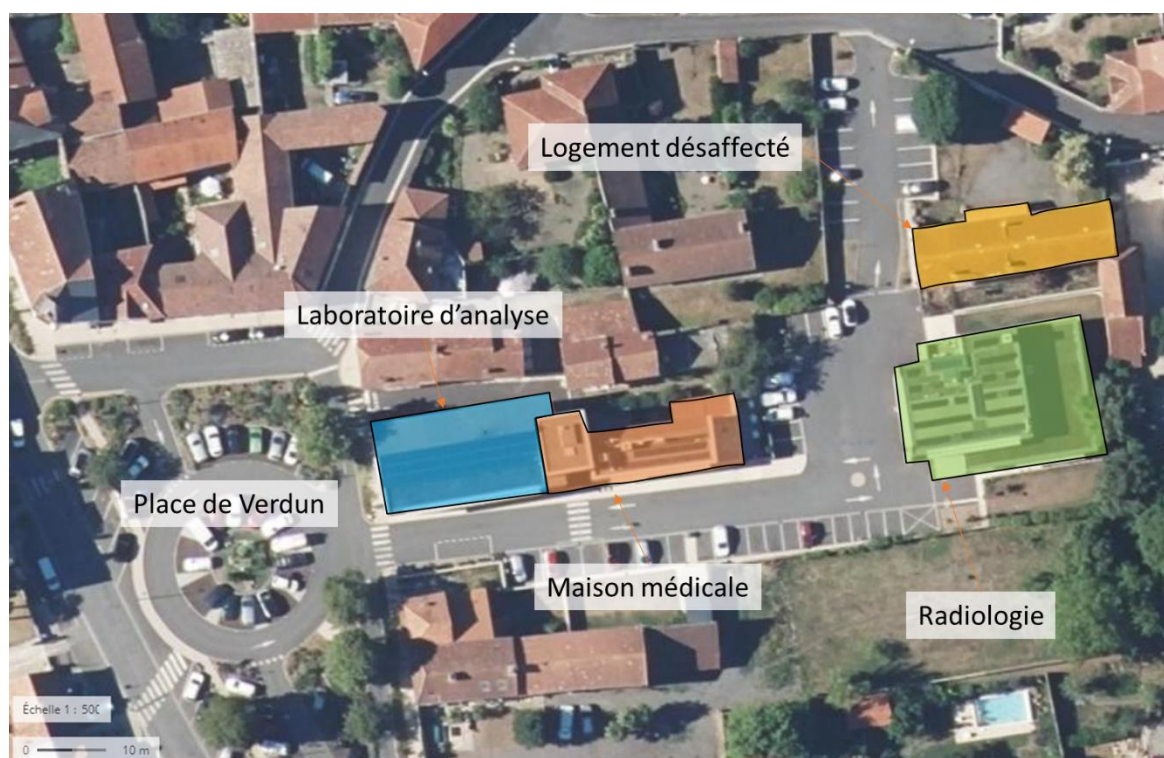 Logement désaffecté
Laboratoire d'analyse
Place de Verdun
Maison médicale
Radiologie
Échelle 1 : 500
0 10 m